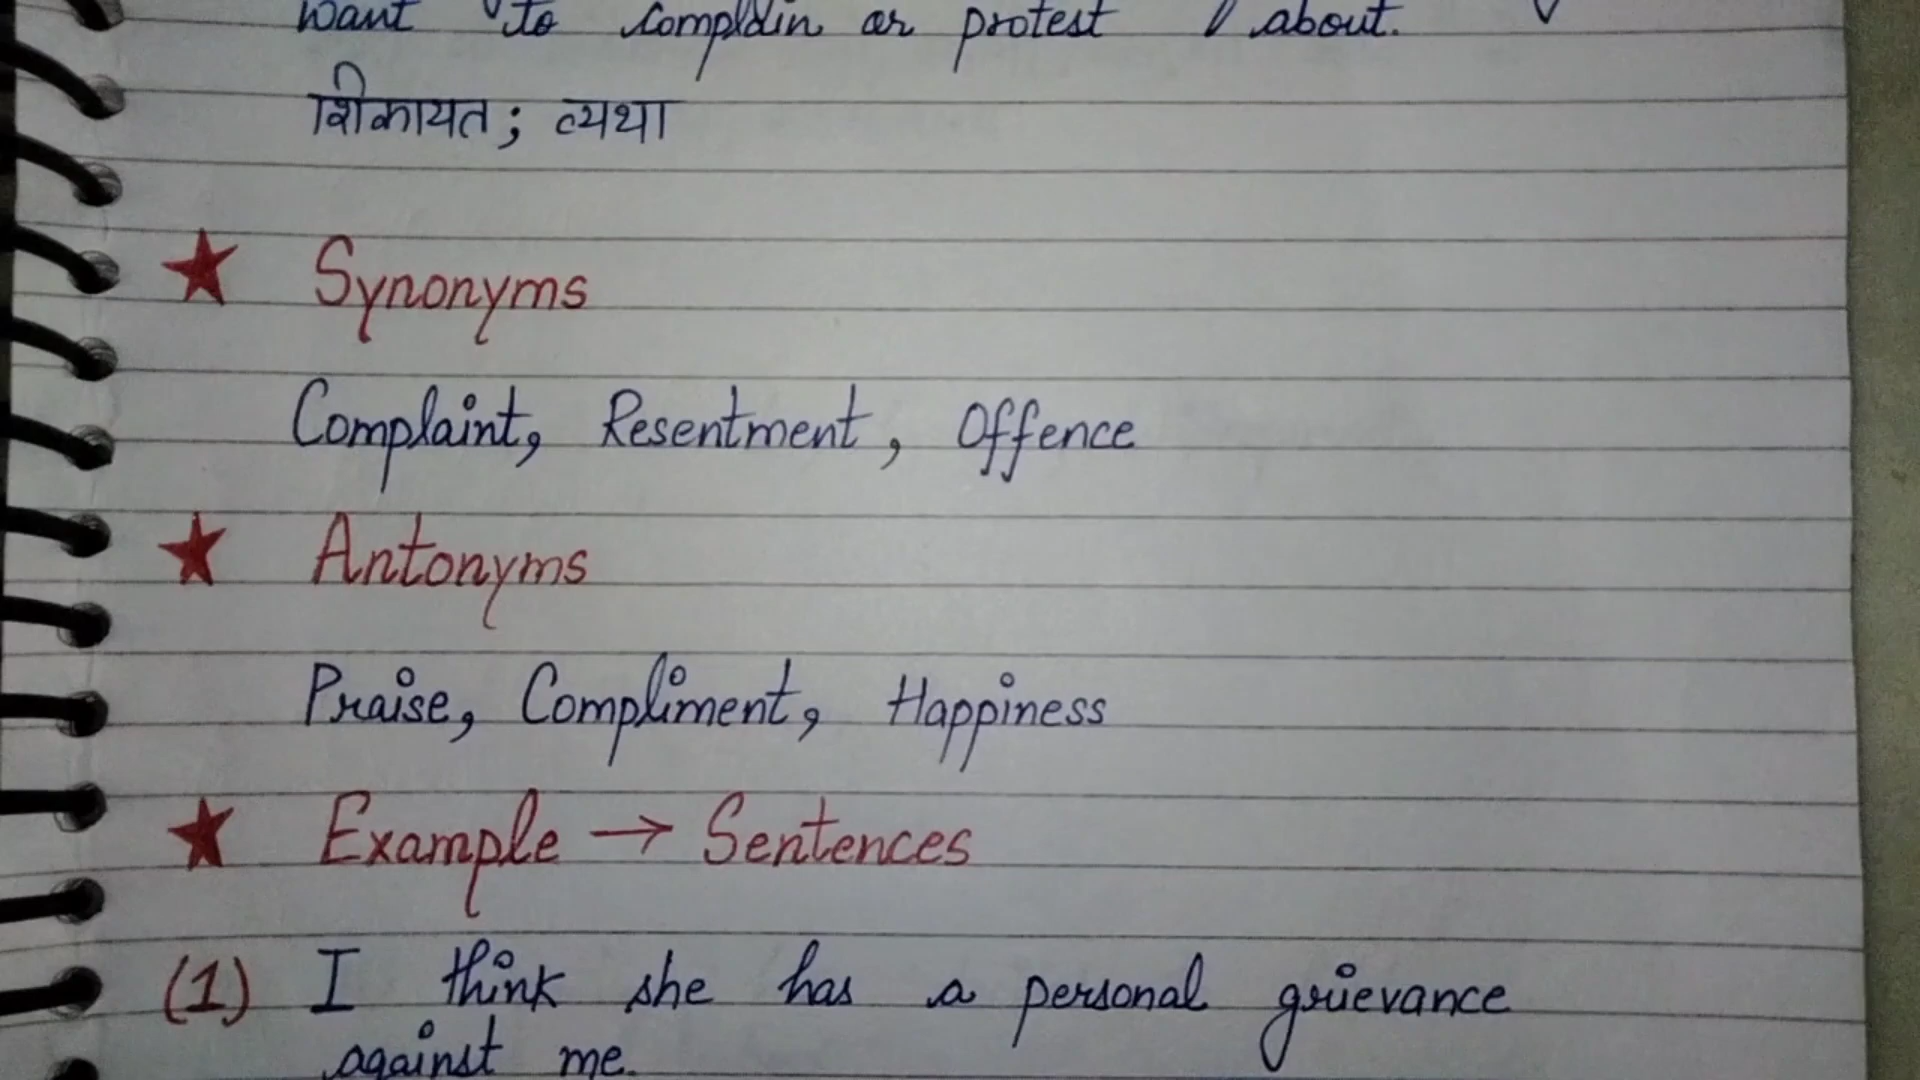 want to complain or protest about.
शिकायत; व्यथा
★ Synonyms
Complaint, Resentment, Offence
★ Antonyms
Praise, Compliment, Happiness
★ Example → Sentences
(1) I think she has a personal grievance
against me.